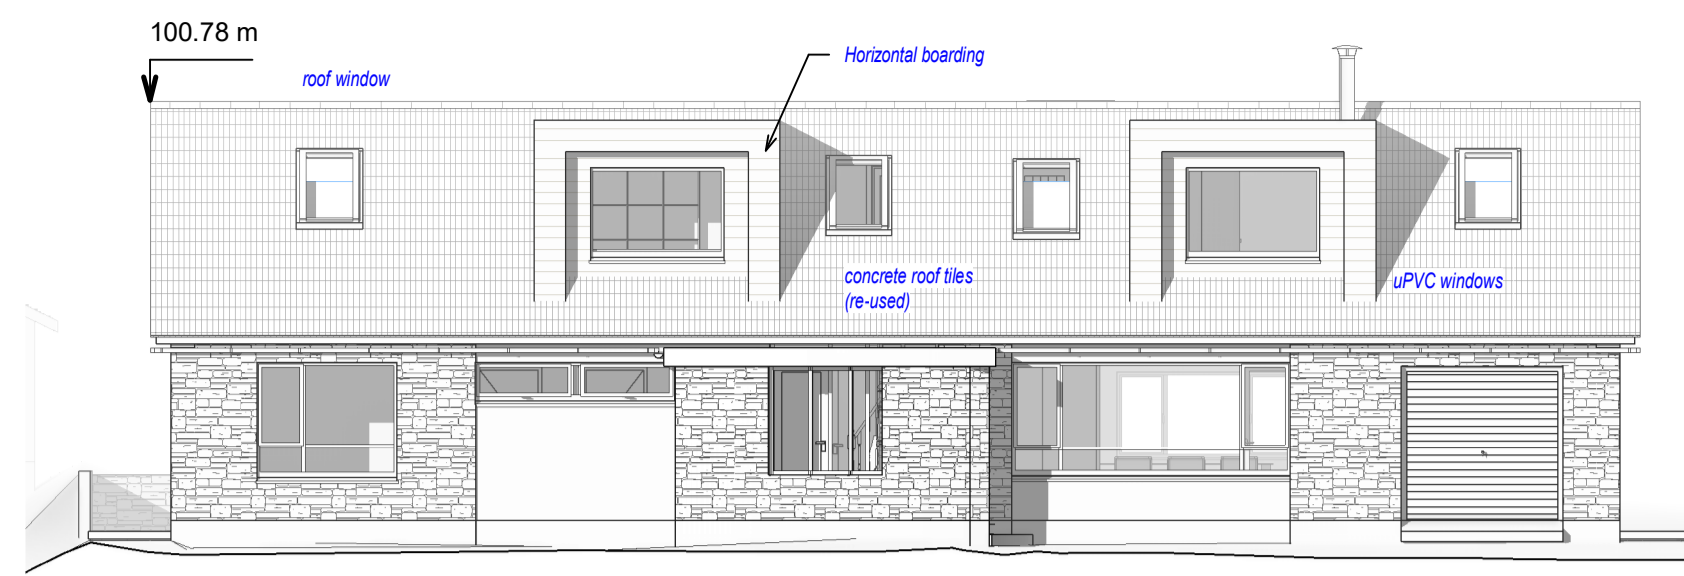 100.78 m
roof window
Horizontal boarding
concrete roof tiles
(re-used)
uPVC windows